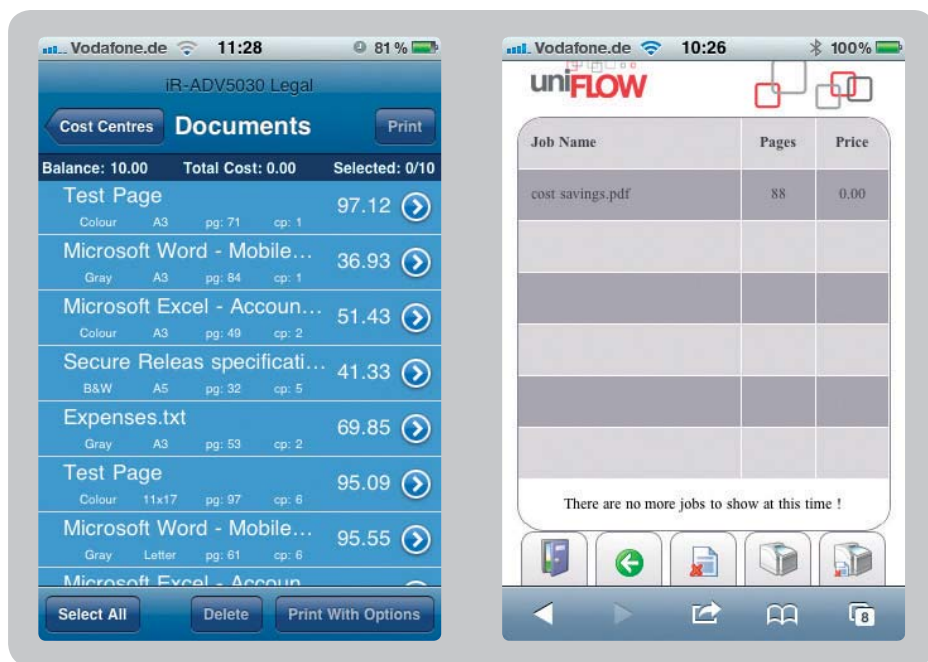 Vodafone.de 11:28 81 %
iR-ADV5030 Legal
Cost Centres Documents Print
Balance: 10.00 Total Cost: 0.00 Selected: 0/10
Test Page
97.12
Colour A3 pg: 71 cp: 1
Microsoft Word - Mobile...
36.93
Gray A3 pg: 84 cp: 1
Microsoft Excel - Accoun...
51.43
Colour A3 pg: 49 cp: 2
Secure Releas specificati...
41.33
B&W A5 pg: 32 cp: 5
Expenses.txt
69.85
Gray A3 pg: 53 cp: 2
Test Page
95.09
Colour 11x17 pg: 97 cp: 6
Microsoft Word - Mobile...
95.55
Gray Letter pg: 61 cp: 6
Microsoft Excel - Accoun
Select All Delete Print With Options
Vodafone.de 10:26 100%
uniFLOW
Job Name Pages Price
cost savings.pdf 88 0.00
There are no more jobs to show at this time !
8